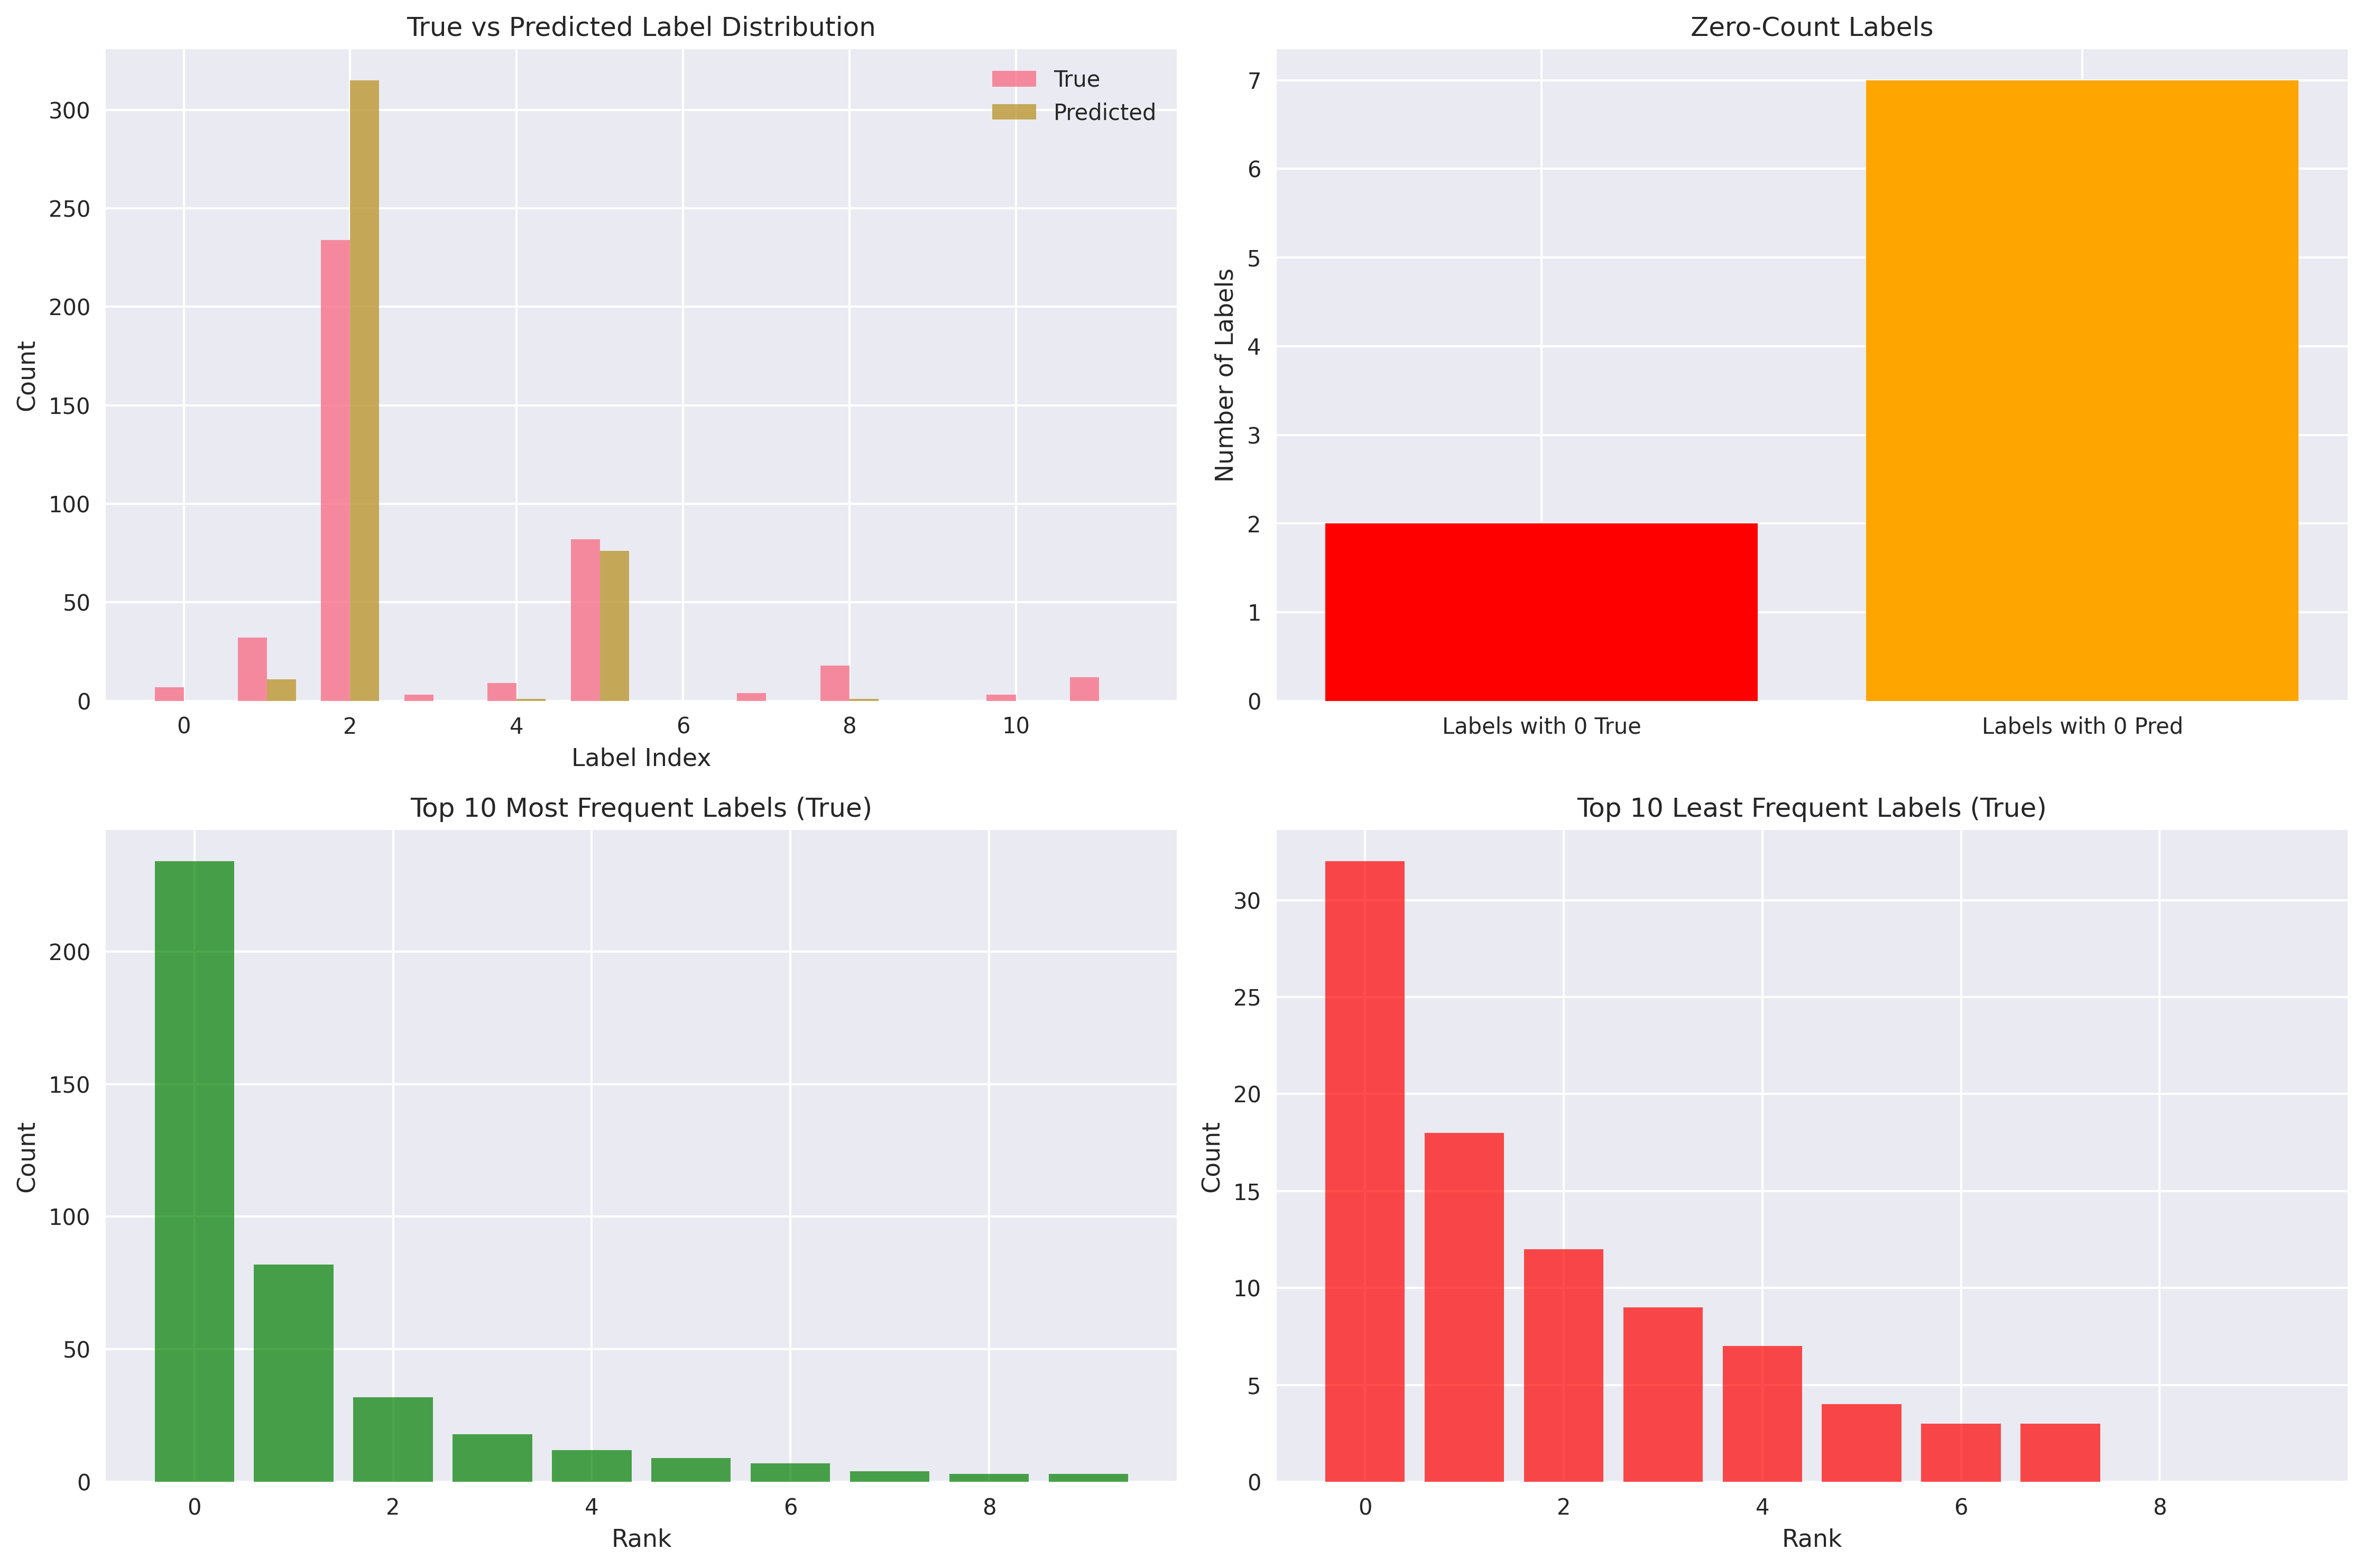 True vs Predicted Label Distribution
True
Predicted
Count
300
250
200
150
100
50
0
0 2 4 6 8 10
Label Index
Zero-Count Labels
Number of Labels
7
6
5
4
3
2
1
0
Labels with 0 True Labels with 0 Pred
Top 10 Most Frequent Labels (True)
Count
200
150
100
50
0
0 2 4 6 8
Rank
Top 10 Least Frequent Labels (True)
Count
30
25
20
15
10
5
0
0 2 4 6 8
Rank